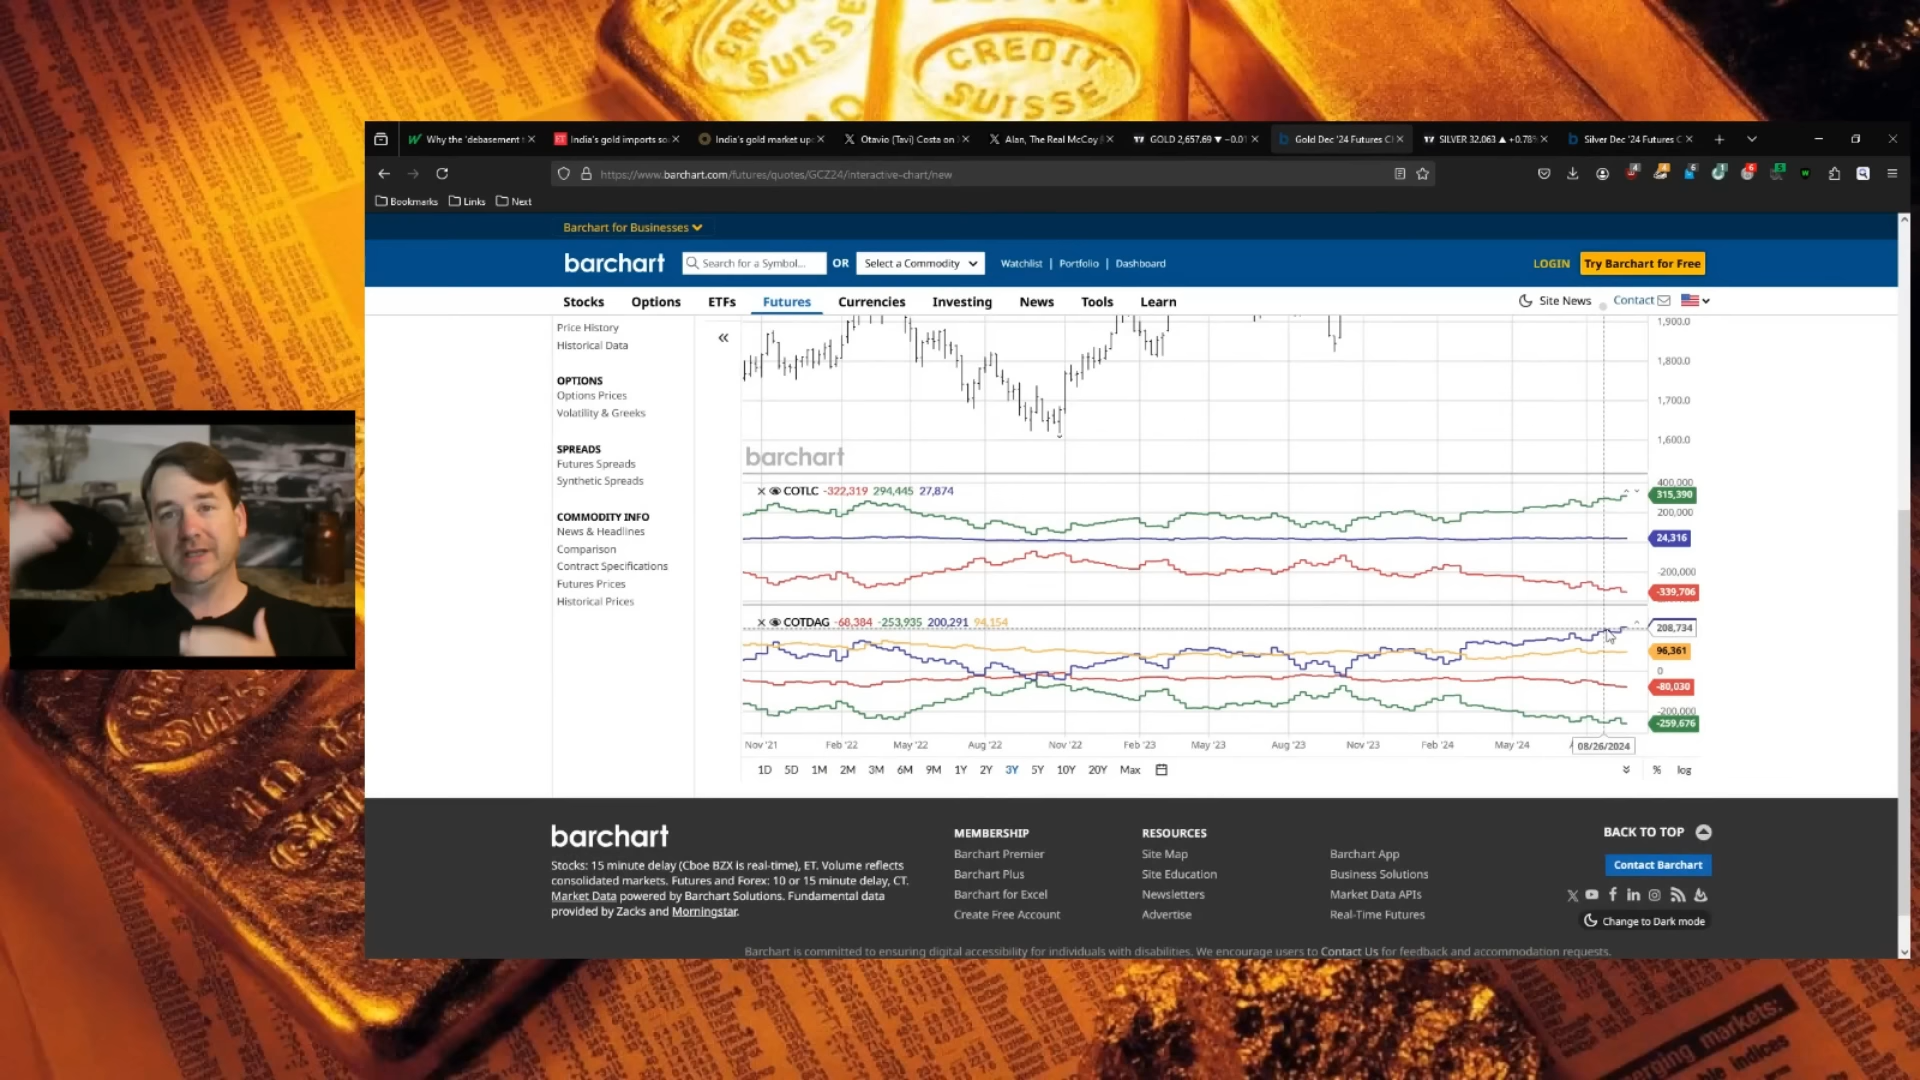 CREDIT
SUISSE
CREDIT
SUISSE
Why the 'debasement t
India's gold imports so
India's gold market up
Otavio (Tavi) Costa on
Alan, The Real McCoy
GOLD 2,657.69 ▼ −0.01
Gold Dec '24 Futures C
SILVER 32.063 ▲ +0.78%
Silver Dec '24 Futures C
https://www.barchart.com/futures/quotes/GCZ24/interactive-chart/new
Bookmarks Links Next
Barchart for Businesses
barchart
Search for a Symbol...
OR
Select a Commodity
Watchlist | Portfolio | Dashboard
LOGIN
Try Barchart for Free
Stocks Options ETFs Futures Currencies Investing News Tools Learn
Site News
Contact
Price History
Historical Data
OPTIONS
Options Prices
Volatility & Greeks
SPREADS
Futures Spreads
Synthetic Spreads
COMMODITY INFO
News & Headlines
Comparison
Contract Specifications
Futures Prices
Historical Prices
1,900.0
1,800.0
1,700.0
1,600.0
barchart
COTLC -322,319 294,445 27,874
400,000
315,390
200,000
24,316
-200,000
-339,706
COTDAG -68,384 -253,935 200,291 94,154
208,734
96,361
0
-80,030
-200,000
-259,676
Nov '21 Feb '22 May '22 Aug '22 Nov '22 Feb '23 May '23 Aug '23 Nov '23 Feb '24 May '24 08/26/2024
1D 5D 1M 2M 3M 6M 9M 1Y 2Y 3Y 5Y 10Y 20Y Max
% log
barchart
Stocks: 15 minute delay (Cboe BZX is real-time), ET. Volume reflects
consolidated markets. Futures and Forex: 10 or 15 minute delay, CT.
Market Data powered by Barchart Solutions. Fundamental data
provided by Zacks and Morningstar.
MEMBERSHIP
Barchart Premier
Barchart Plus
Barchart for Excel
Create Free Account
RESOURCES
Site Map
Site Education
Newsletters
Advertise
Barchart App
Business Solutions
Market Data APIs
Real-Time Futures
BACK TO TOP
Contact Barchart
Change to Dark mode
Barchart is committed to ensuring digital accessibility for individuals with disabilities. We encourage users to Contact Us for feedback and accommodation requests.
erging markets: